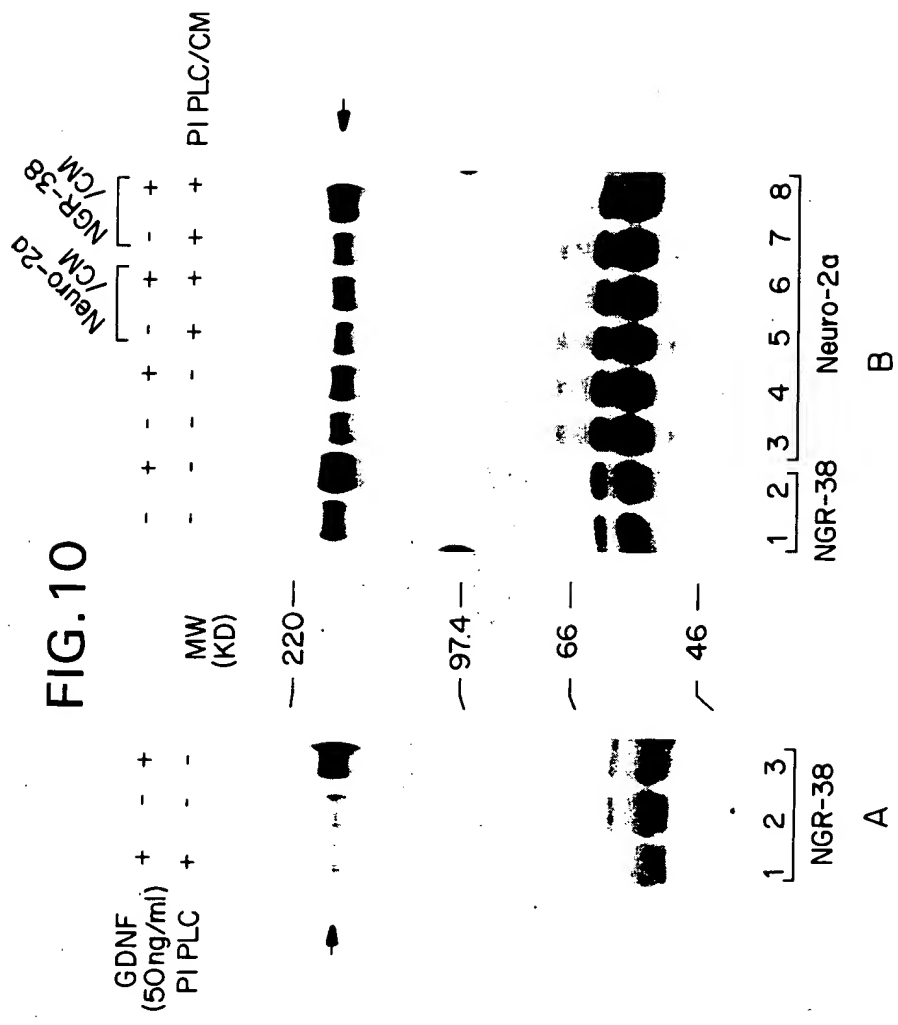 FIG.10
GDNF (50ng/ml) + - +
PI PLC + - -
MW (KD)
220
97.4
66
46
1 2 3
NGR-38
A
Neuro-2a /CM
NGR-38 /CM
- + - + - + - +
- - - - + + + + PI PLC/CM
1 2 3 4 5 6 7 8
NGR-38 Neuro-2a
B